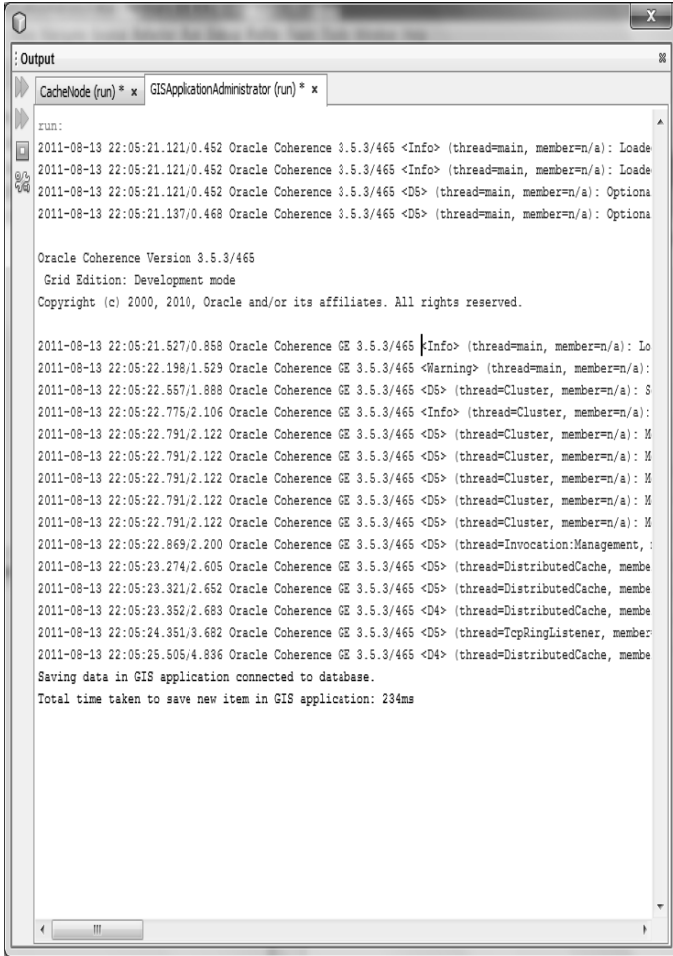 Output
CacheNode (run) * x GISApplicationAdministrator (run) * x
run:
2011-08-13 22:05:21.121/0.452 Oracle Coherence 3.5.3/465 <Info> (thread=main, member=n/a): Loade
2011-08-13 22:05:21.121/0.452 Oracle Coherence 3.5.3/465 <Info> (thread=main, member=n/a): Loade
2011-08-13 22:05:21.121/0.452 Oracle Coherence 3.5.3/465 <D5> (thread=main, member=n/a): Optiona
2011-08-13 22:05:21.137/0.468 Oracle Coherence 3.5.3/465 <D5> (thread=main, member=n/a): Optiona
Oracle Coherence Version 3.5.3/465
Grid Edition: Development mode
Copyright (c) 2000, 2010, Oracle and/or its affiliates. All rights reserved.
2011-08-13 22:05:21.527/0.858 Oracle Coherence GE 3.5.3/465 <Info> (thread=main, member=n/a): Lo
2011-08-13 22:05:22.198/1.529 Oracle Coherence GE 3.5.3/465 <Warning> (thread=main, member=n/a):
2011-08-13 22:05:22.557/1.888 Oracle Coherence GE 3.5.3/465 <D5> (thread=Cluster, member=n/a): S
2011-08-13 22:05:22.775/2.106 Oracle Coherence GE 3.5.3/465 <Info> (thread=Cluster, member=n/a):
2011-08-13 22:05:22.791/2.122 Oracle Coherence GE 3.5.3/465 <D5> (thread=Cluster, member=n/a): M
2011-08-13 22:05:22.791/2.122 Oracle Coherence GE 3.5.3/465 <D5> (thread=Cluster, member=n/a): M
2011-08-13 22:05:22.791/2.122 Oracle Coherence GE 3.5.3/465 <D5> (thread=Cluster, member=n/a): M
2011-08-13 22:05:22.791/2.122 Oracle Coherence GE 3.5.3/465 <D5> (thread=Cluster, member=n/a): M
2011-08-13 22:05:22.791/2.122 Oracle Coherence GE 3.5.3/465 <D5> (thread=Cluster, member=n/a): M
2011-08-13 22:05:22.869/2.200 Oracle Coherence GE 3.5.3/465 <D5> (thread=Invocation:Management,
2011-08-13 22:05:23.274/2.605 Oracle Coherence GE 3.5.3/465 <D5> (thread=DistributedCache, membe
2011-08-13 22:05:23.321/2.652 Oracle Coherence GE 3.5.3/465 <D5> (thread=DistributedCache, membe
2011-08-13 22:05:23.352/2.683 Oracle Coherence GE 3.5.3/465 <D4> (thread=DistributedCache, membe
2011-08-13 22:05:24.351/3.682 Oracle Coherence GE 3.5.3/465 <D5> (thread=TcpRingListener, member
2011-08-13 22:05:25.505/4.836 Oracle Coherence GE 3.5.3/465 <D4> (thread=DistributedCache, membe
Saving data in GIS application connected to database.
Total time taken to save new item in GIS application: 234ms